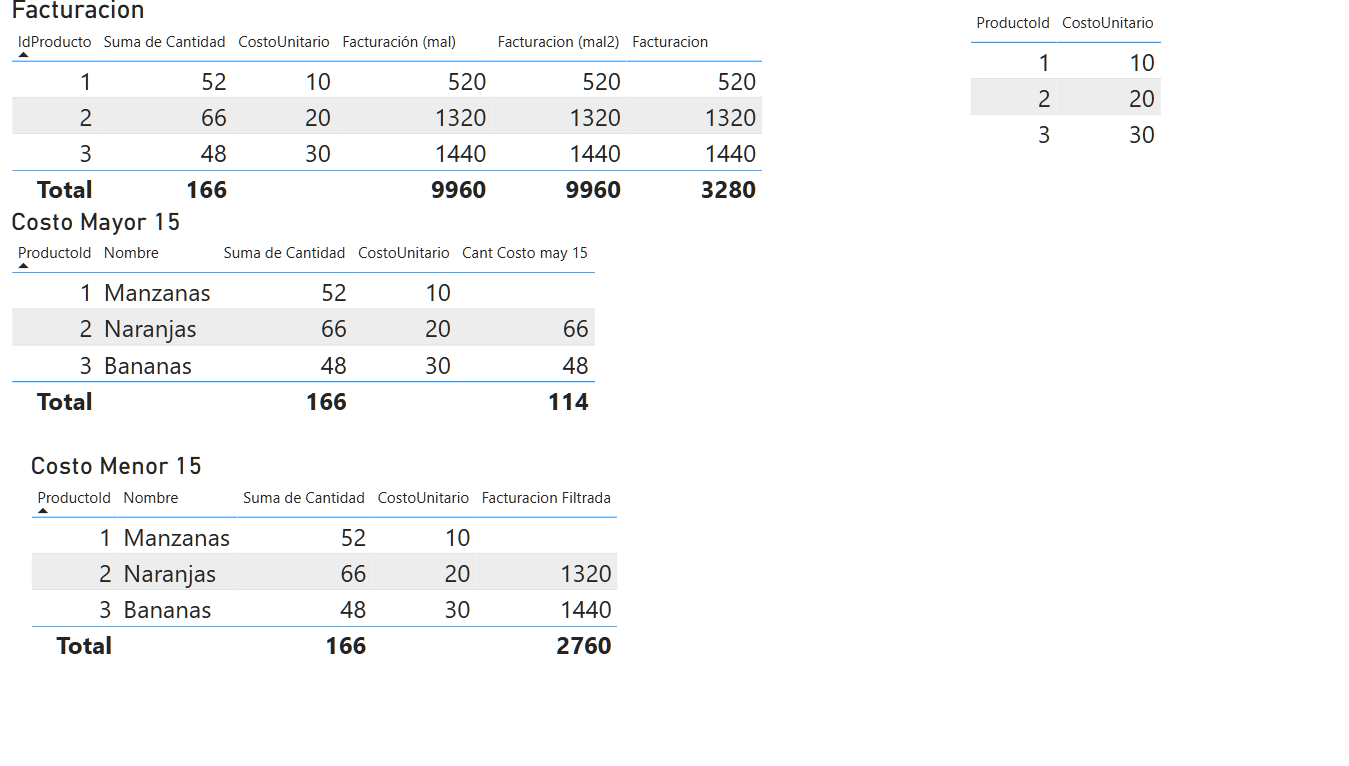 Facturacion
IdProducto Suma de Cantidad CostoUnitario Facturación (mal) Facturacion (mal2) Facturacion
1 52 10 520 520 520
2 66 20 1320 1320 1320
3 48 30 1440 1440 1440
Total 166 9960 9960 3280
ProductoId CostoUnitario
1 10
2 20
3 30
Costo Mayor 15
ProductoId Nombre Suma de Cantidad CostoUnitario Cant Costo may 15
1 Manzanas 52 10
2 Naranjas 66 20 66
3 Bananas 48 30 48
Total 166 114
Costo Menor 15
ProductoId Nombre Suma de Cantidad CostoUnitario Facturacion Filtrada
1 Manzanas 52 10
2 Naranjas 66 20 1320
3 Bananas 48 30 1440
Total 166 2760